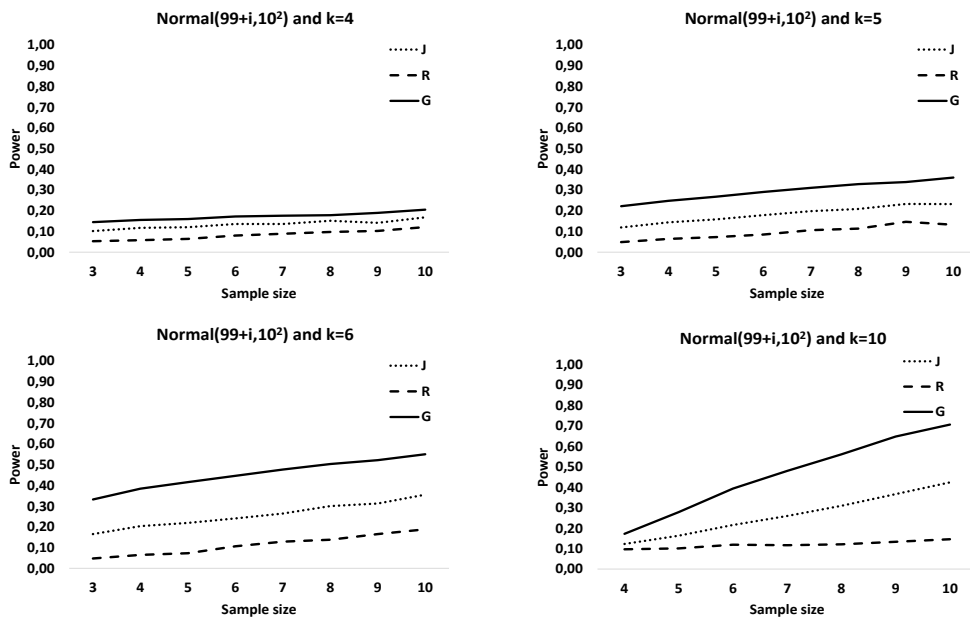 Normal(99+i,10²) and k=4
1,00
0,90
0,80
0,70
0,60
0,50
0,40
0,30
0,20
0,10
0,00
Power
3 4 5 6 7 8 9 10
Sample size
J
R
G
Normal(99+i,10²) and k=5
1,00
0,90
0,80
0,70
0,60
0,50
0,40
0,30
0,20
0,10
0,00
Power
3 4 5 6 7 8 9 10
Sample size
J
R
G
Normal(99+i,10²) and k=6
1,00
0,90
0,80
0,70
0,60
0,50
0,40
0,30
0,20
0,10
0,00
Power
3 4 5 6 7 8 9 10
Sample size
J
R
G
Normal(99+i,10²) and k=10
1,00
0,90
0,80
0,70
0,60
0,50
0,40
0,30
0,20
0,10
0,00
Power
4 5 6 7 8 9 10
Sample size
J
R
G